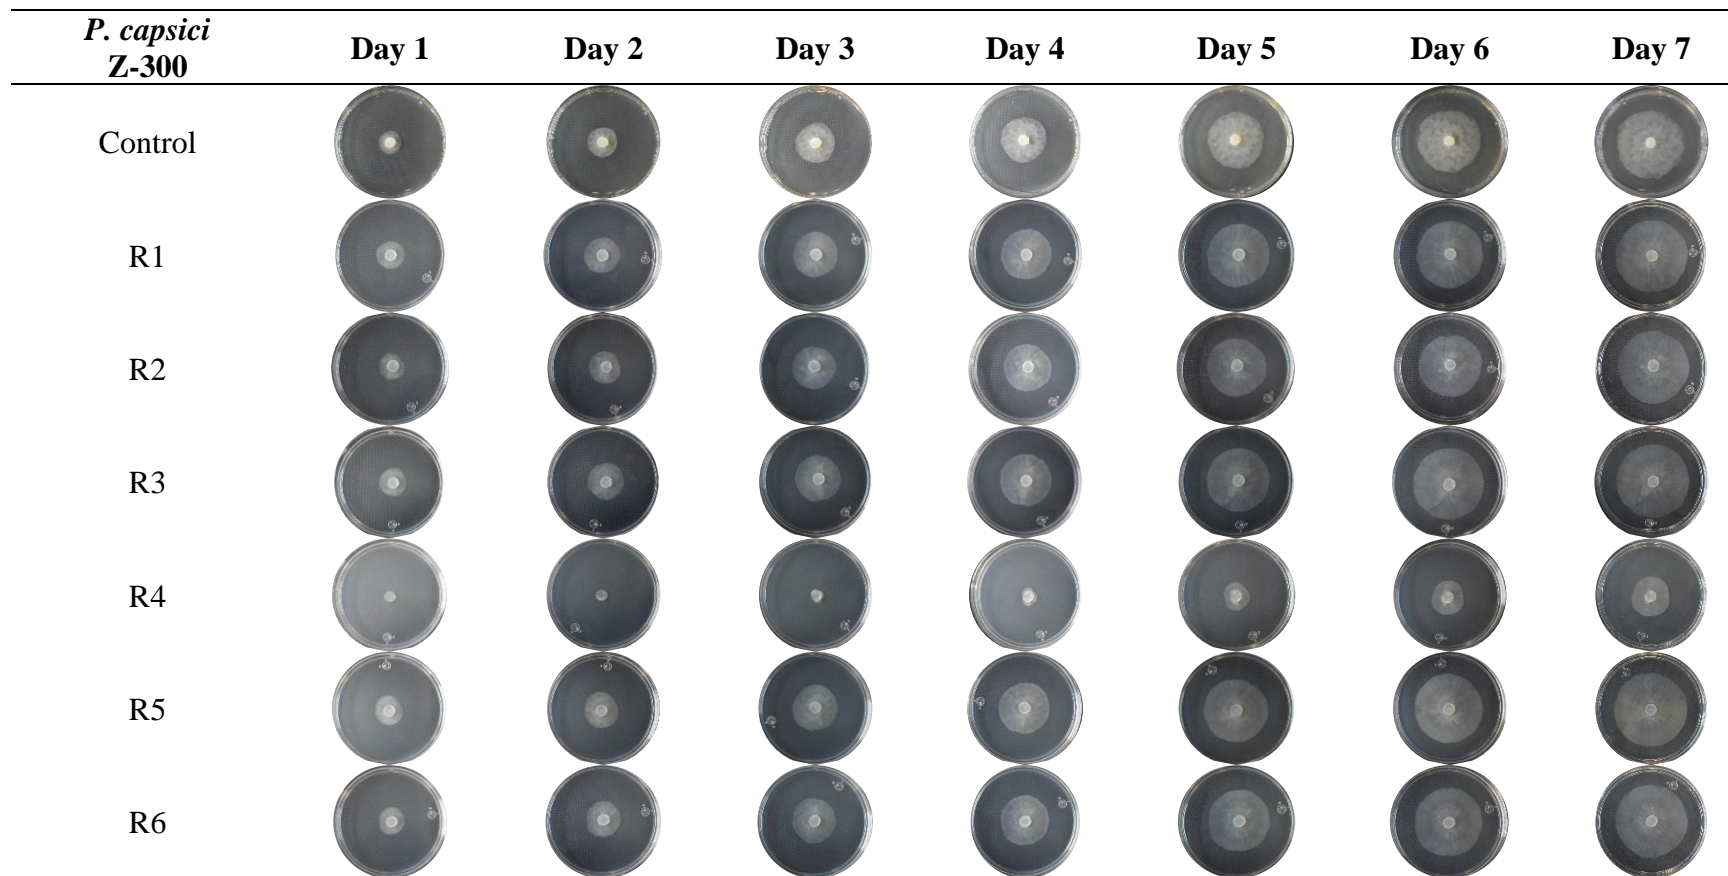 P. capsici
Z-300
Day 1 Day 2 Day 3 Day 4 Day 5 Day 6 Day 7
Control
R1
R2
R3
R4
R5
R6